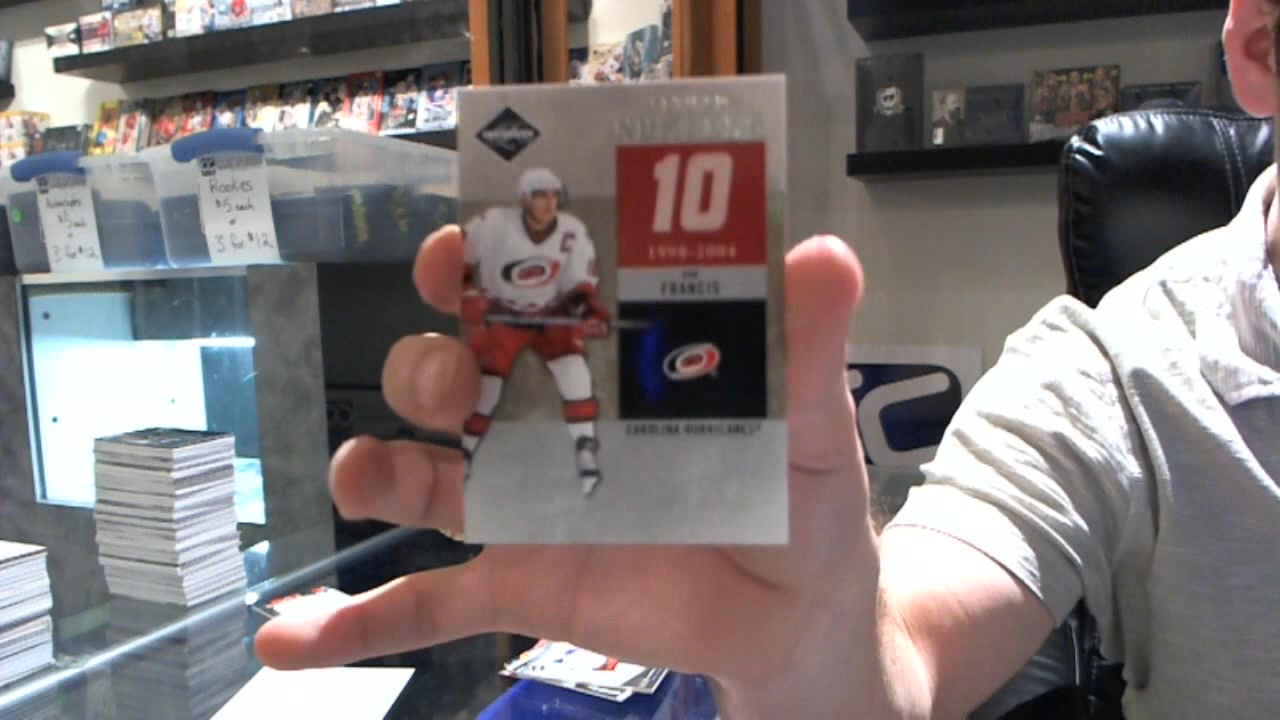 Rookies
$5 each
or
3 for $12
Autographs
$5 each
or
3 for $12
10
1998-2004
RON
FRANCIS
CAROLINA HURRICANES
C